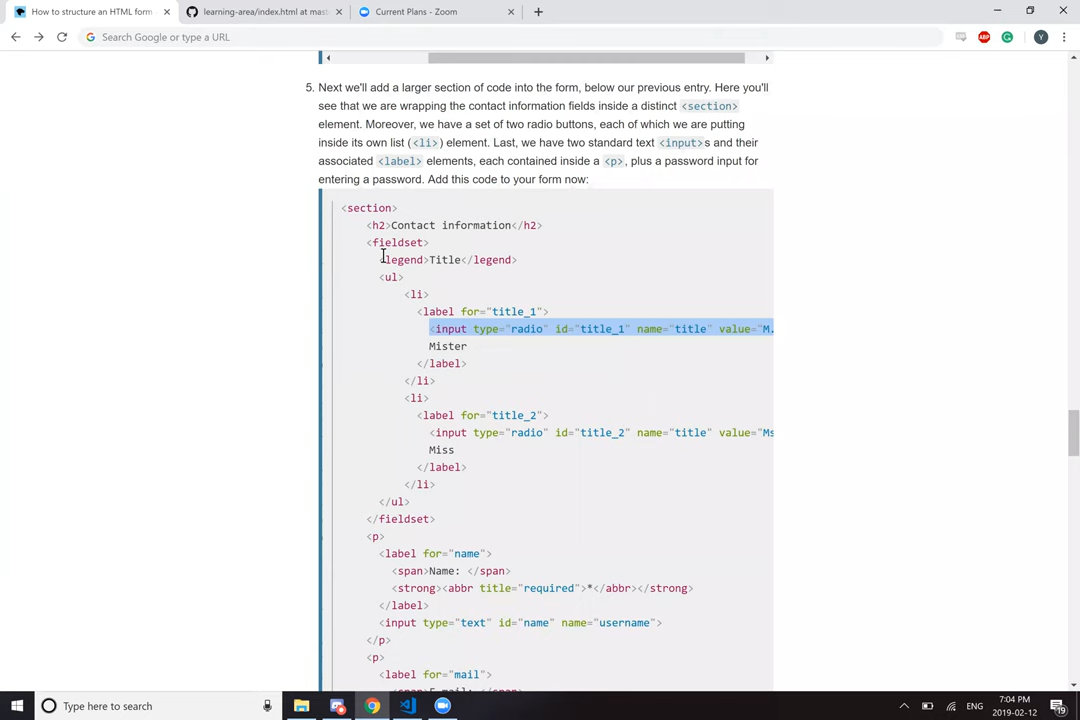 How to structure an HTML form
learning-area/index.html at mast
Current Plans - Zoom
Search Google or type a URL
ABP
Y
5. Next we'll add a larger section of code into the form, below our previous entry. Here you'll
see that we are wrapping the contact information fields inside a distinct <section>
element. Moreover, we have a set of two radio buttons, each of which we are putting
inside its own list (<li>) element. Last, we have two standard text <input>s and their
associated <label> elements, each contained inside a <p>, plus a password input for
entering a password. Add this code to your form now:
<section>
<h2>Contact information</h2>
<fieldset>
<legend>Title</legend>
<ul>
<li>
<label for="title_1">
<input type="radio" id="title_1" name="title" value="M.
Mister
</label>
</li>
<li>
<label for="title_2">
<input type="radio" id="title_2" name="title" value="Ms
Miss
</label>
</li>
</ul>
</fieldset>
<p>
<label for="name">
<span>Name: </span>
<strong><abbr title="required">*</abbr></strong>
</label>
<input type="text" id="name" name="username">
</p>
<p>
<label for="mail">
<span>E-mail: </span>
Type here to search
ENG
7:04 PM
2019-02-12
19